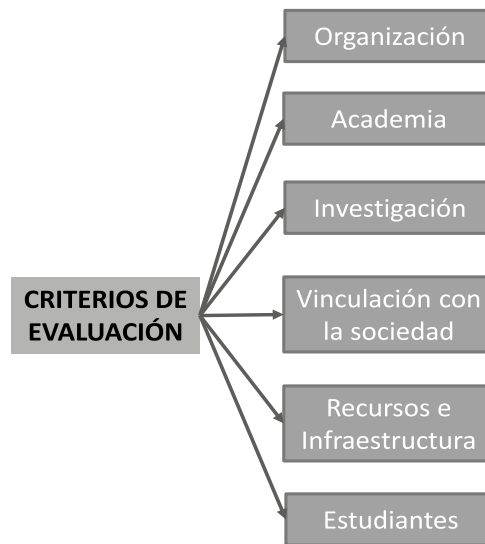 Organización
Academia
Investigación
CRITERIOS DE
EVALUACIÓN
Vinculación con
la sociedad
Recursos e
Infraestructura
Estudiantes